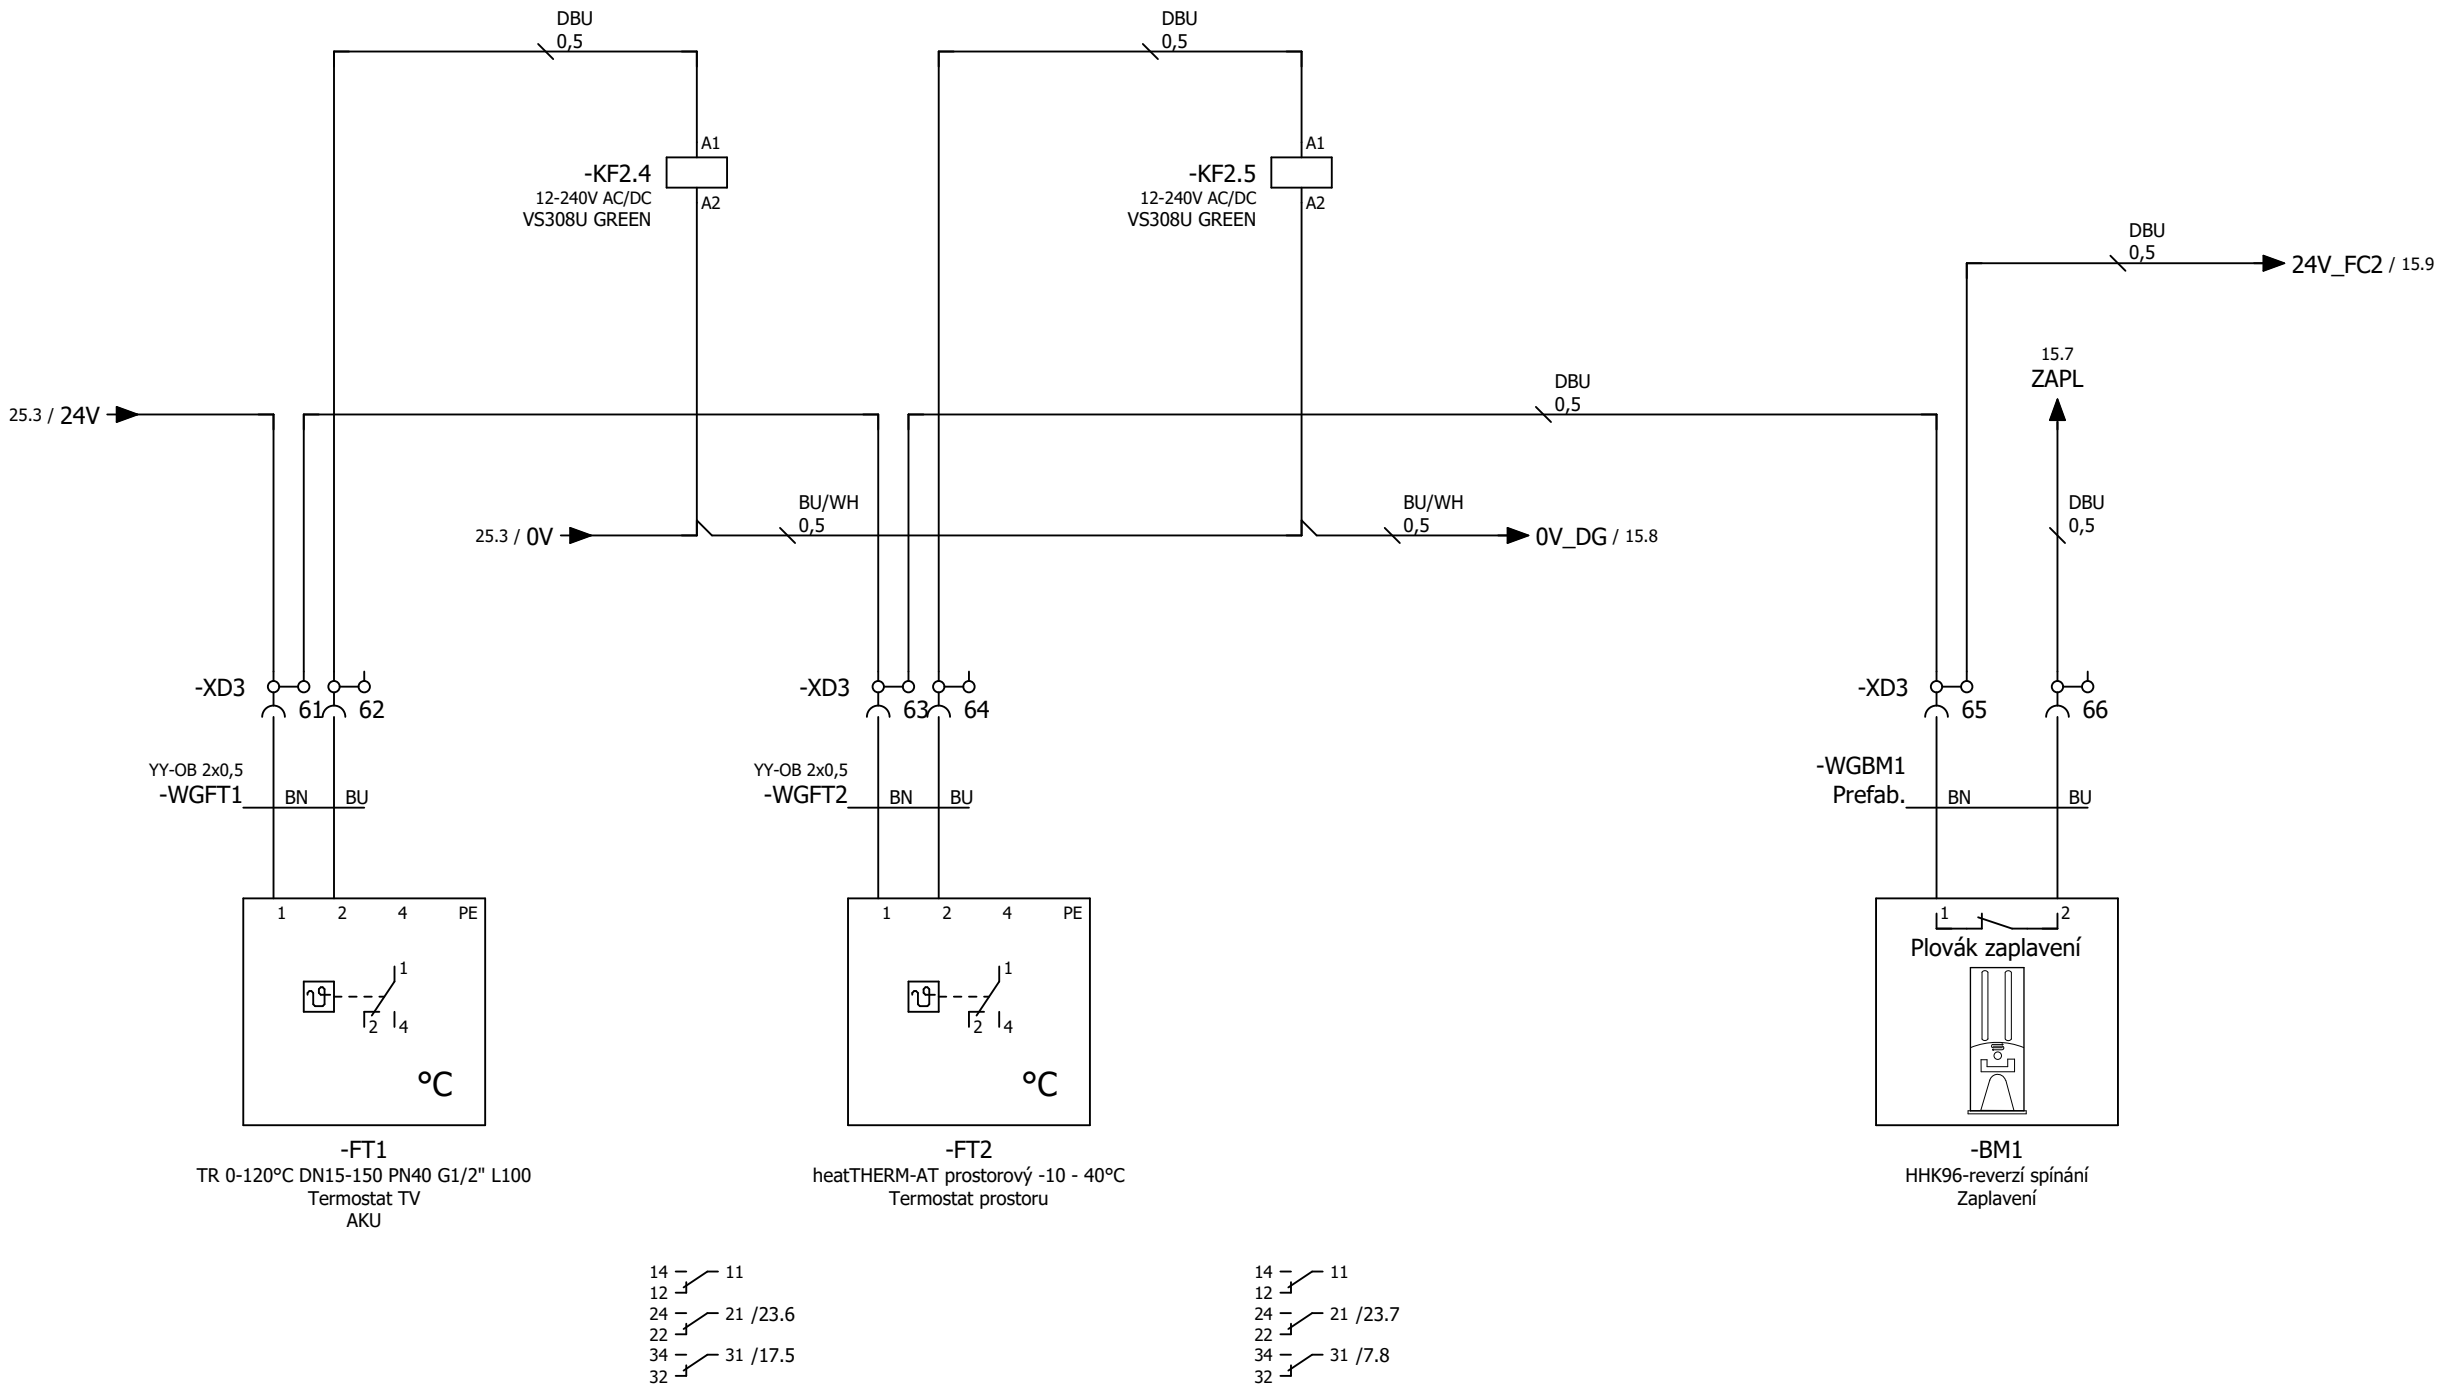 DBU
0,5
DBU
0,5
A1
-KF2.4
12-240V AC/DC
A2
VS308U GREEN
A1
-KF2.5
12-240V AC/DC
A2
VS308U GREEN
DBU
0,5
24V_FC2 / 15.9
15.7
ZAPL
25.3 / 24V
DBU
0,5
BU/WH
0,5
25.3 / 0V
BU/WH
0,5
0V_DG / 15.8
DBU
0,5
-XD3
61
62
-XD3
63
64
-XD3
65
66
YY-OB 2x0,5
-WGFT1
BN
BU
YY-OB 2x0,5
-WGFT2
BN
BU
-WGBM1
Prefab.
BN
BU
1 2 4 PE
1
2 4
°C
-FT1
TR 0-120°C DN15-150 PN40 G1/2" L100
Termostat TV
AKU
1 2 4 PE
1
2 4
°C
-FT2
heatTHERM-AT prostorový -10 - 40°C
Termostat prostoru
1 2
Plovák zaplavení
-BM1
HHK96-reverzí spínání
Zaplavení
14 11
12
24 21 /23.6
22
34 31 /17.5
32
14 11
12
24 21 /23.7
22
34 31 /7.8
32